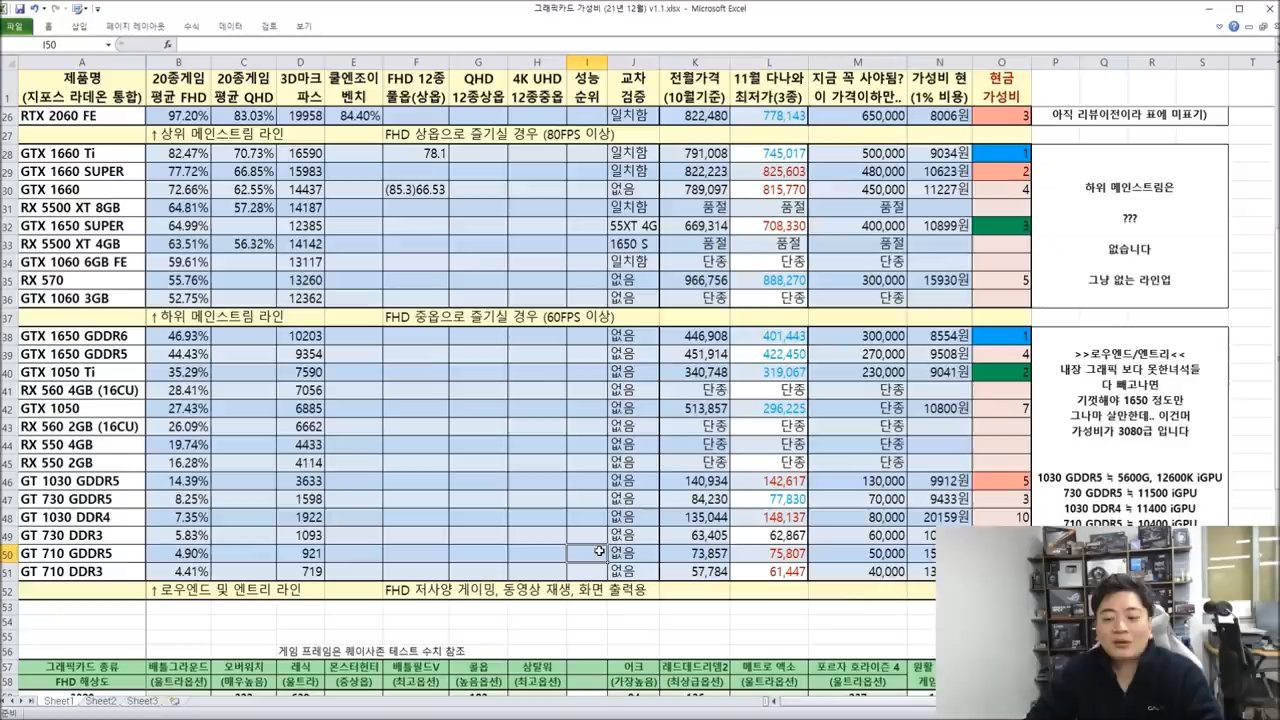 그래픽카드 가성비 (21년 12월) v1.1.xlsx - Microsoft Excel
파일 홈 삽입 페이지 레이아웃 수식 데이터 검토 보기
I50 fx
A B C D E F G H I J K L M N O P Q R S T
1 제품명 (지포스 라데온 통합) 20종게임 평균 FHD 20종게임 평균 QHD 3D마크 파스 쿨엔조이 벤치 FHD 12종 풀옵(상옵) QHD 12종상옵 4K UHD 12종중옵 성능 순위 교차 검증 전월가격 (10월기준) 11월 다나와 최저가(3종) 지금 꼭 사야됨? 이 가격이하만.. 가성비 현 (1% 비용) 현금 가성비
26 RTX 2060 FE 97.20% 83.03% 19958 84.40% 일치함 822,480 778,143 650,000 8006원 3 아직 리뷰이전이라 표에 미표기)
27 ↑상위 메인스트림 라인 FHD 상옵으로 즐기실 경우 (80FPS 이상)
28 GTX 1660 Ti 82.47% 70.73% 16590 78.1 일치함 791,008 745,017 500,000 9034원 1
29 GTX 1660 SUPER 77.72% 66.85% 15983 일치함 822,223 825,603 480,000 10623원 2
30 GTX 1660 72.66% 62.55% 14437 (85.3)66.53 없음 789,097 815,770 450,000 11227원 4
31 RX 5500 XT 8GB 64.81% 57.28% 14187 일치함 품절 품절 품절
32 GTX 1650 SUPER 64.99% 12385 55XT 4G 669,314 708,330 400,000 10899원 3
33 RX 5500 XT 4GB 63.51% 56.32% 14142 1650 S 품절 품절 품절
34 GTX 1060 6GB FE 59.61% 13117 일치함 단종 단종 단종
35 RX 570 55.76% 13260 없음 966,756 888,270 300,000 15930원 5
36 GTX 1060 3GB 52.75% 12362 없음 단종 단종 단종
하위 메인스트림은
???
없습니다
그냥 없는 라인업
37 ↑하위 메인스트림 라인 FHD 중옵으로 즐기실 경우 (60FPS 이상)
38 GTX 1650 GDDR6 46.93% 10203 없음 446,908 401,443 300,000 8554원 1
39 GTX 1650 GDDR5 44.43% 9354 없음 451,914 422,450 270,000 9508원 4
40 GTX 1050 Ti 35.29% 7590 없음 340,748 319,067 230,000 9041원 2
41 RX 560 4GB (16CU) 28.41% 7056 없음 단종 단종 단종
42 GTX 1050 27.43% 6885 없음 513,857 296,225 단종 10800원 7
43 RX 560 2GB (16CU) 26.09% 6662 없음 단종 단종 단종
44 RX 550 4GB 19.74% 4433 없음 단종 단종 단종
45 RX 550 2GB 16.28% 4114 없음 단종 단종 단종
46 GT 1030 GDDR5 14.39% 3633 없음 140,934 142,617 130,000 9912원 5
47 GT 730 GDDR5 8.25% 1598 없음 84,230 77,830 70,000 9433원 3
48 GT 1030 DDR4 7.35% 1922 없음 135,044 148,137 80,000 20159원 10
49 GT 730 DDR3 5.83% 1093 없음 63,405 62,867 60,000
50 GT 710 GDDR5 4.90% 921 없음 73,857 75,807 50,000
51 GT 710 DDR3 4.41% 719 없음 57,784 61,447 40,000
>>로우엔드/엔트리<<
내장 그래픽 보다 못한녀석들
다 빼고나면
기껏해야 1650 정도만
그나마 살만한데.. 이건머
가성비가 3080급 입니다
1030 GDDR5 ≒ 5600G, 12600K iGPU
730 GDDR5 ≒ 11500 iGPU
1030 DDR4 ≒ 11400 iGPU
710 GDDR5 ≒ 10400 iGPU
52 ↑로우엔드 및 엔트리 라인 FHD 저사양 게이밍, 동영상 재생, 화면 출력용
53
54
55
56 게임 프레임은 퀘이사존 테스트 수치 참조
57 그래픽카드 종류 배틀그라운드 오버워치 레식 몬스터헌터 배틀필드V 콜옵 삼탈워 어크 레드데드리뎀2 메트로 엑소 포르자 호라이즌 4
58 FHD 해상도 (울트라옵션) (매우높음) (울트라) (중상옵) (최고옵션) (높음옵션) (최고옵션) (가장높음) (최상급옵션) (울트라옵션) (울트라옵션)
Sheet1 Sheet2 Sheet3
준비